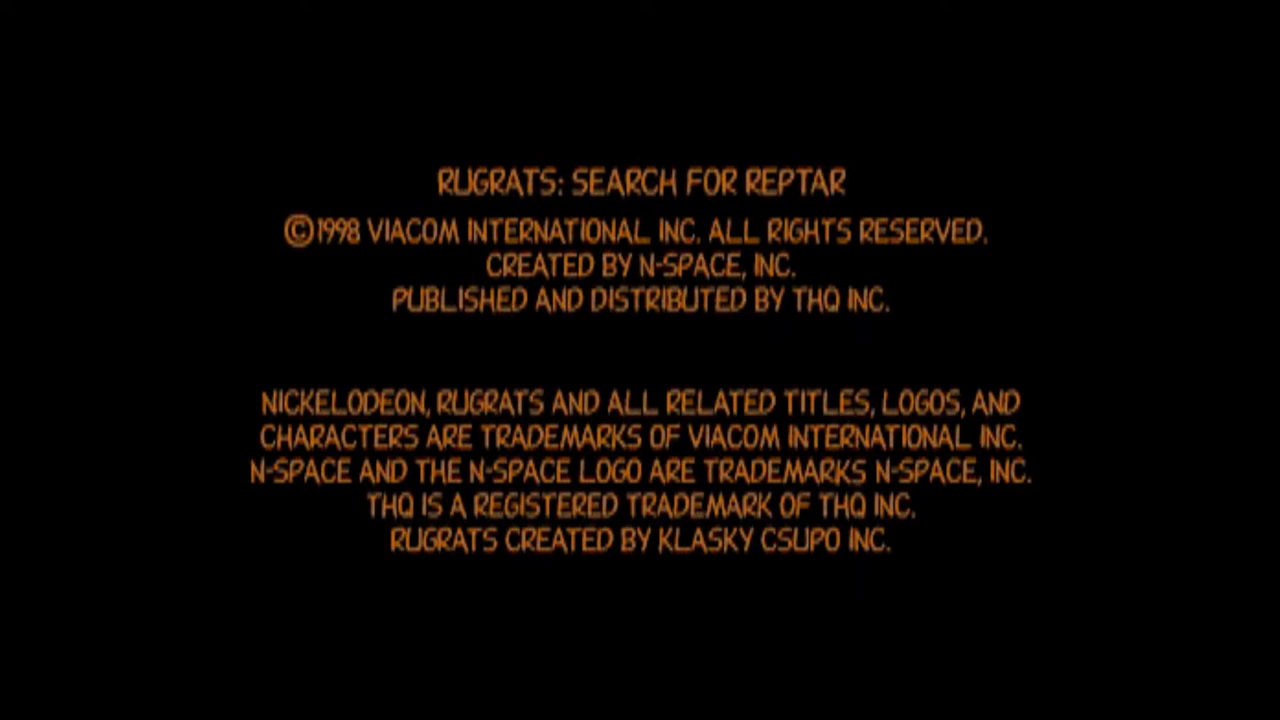 RUGRATS: SEARCH FOR REPTAR
©1998 VIACOM INTERNATIONAL INC. ALL RIGHTS RESERVED.
CREATED BY N-SPACE, INC.
PUBLISHED AND DISTRIBUTED BY THQ INC.
NICKELODEON, RUGRATS AND ALL RELATED TITLES, LOGOS, AND
CHARACTERS ARE TRADEMARKS OF VIACOM INTERNATIONAL INC.
N-SPACE AND THE N-SPACE LOGO ARE TRADEMARKS N-SPACE, INC.
THQ IS A REGISTERED TRADEMARK OF THQ INC.
RUGRATS CREATED BY KLASKY CSUPO INC.